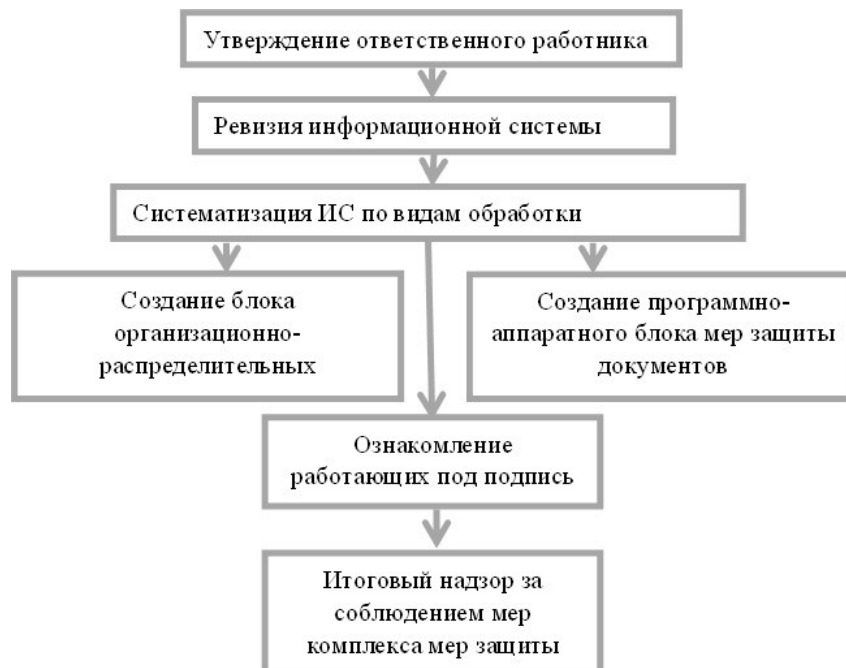 Утверждение ответственного работника
Ревизия информационной системы
Систематизация ИС по видам обработки
Создание блока
организационно-
распределительных
Создание программно-
аппаратного блока мер защиты
документов
Ознакомление
работающих под подпись
Итоговый надзор за
соблюдением мер
комплекса мер защиты